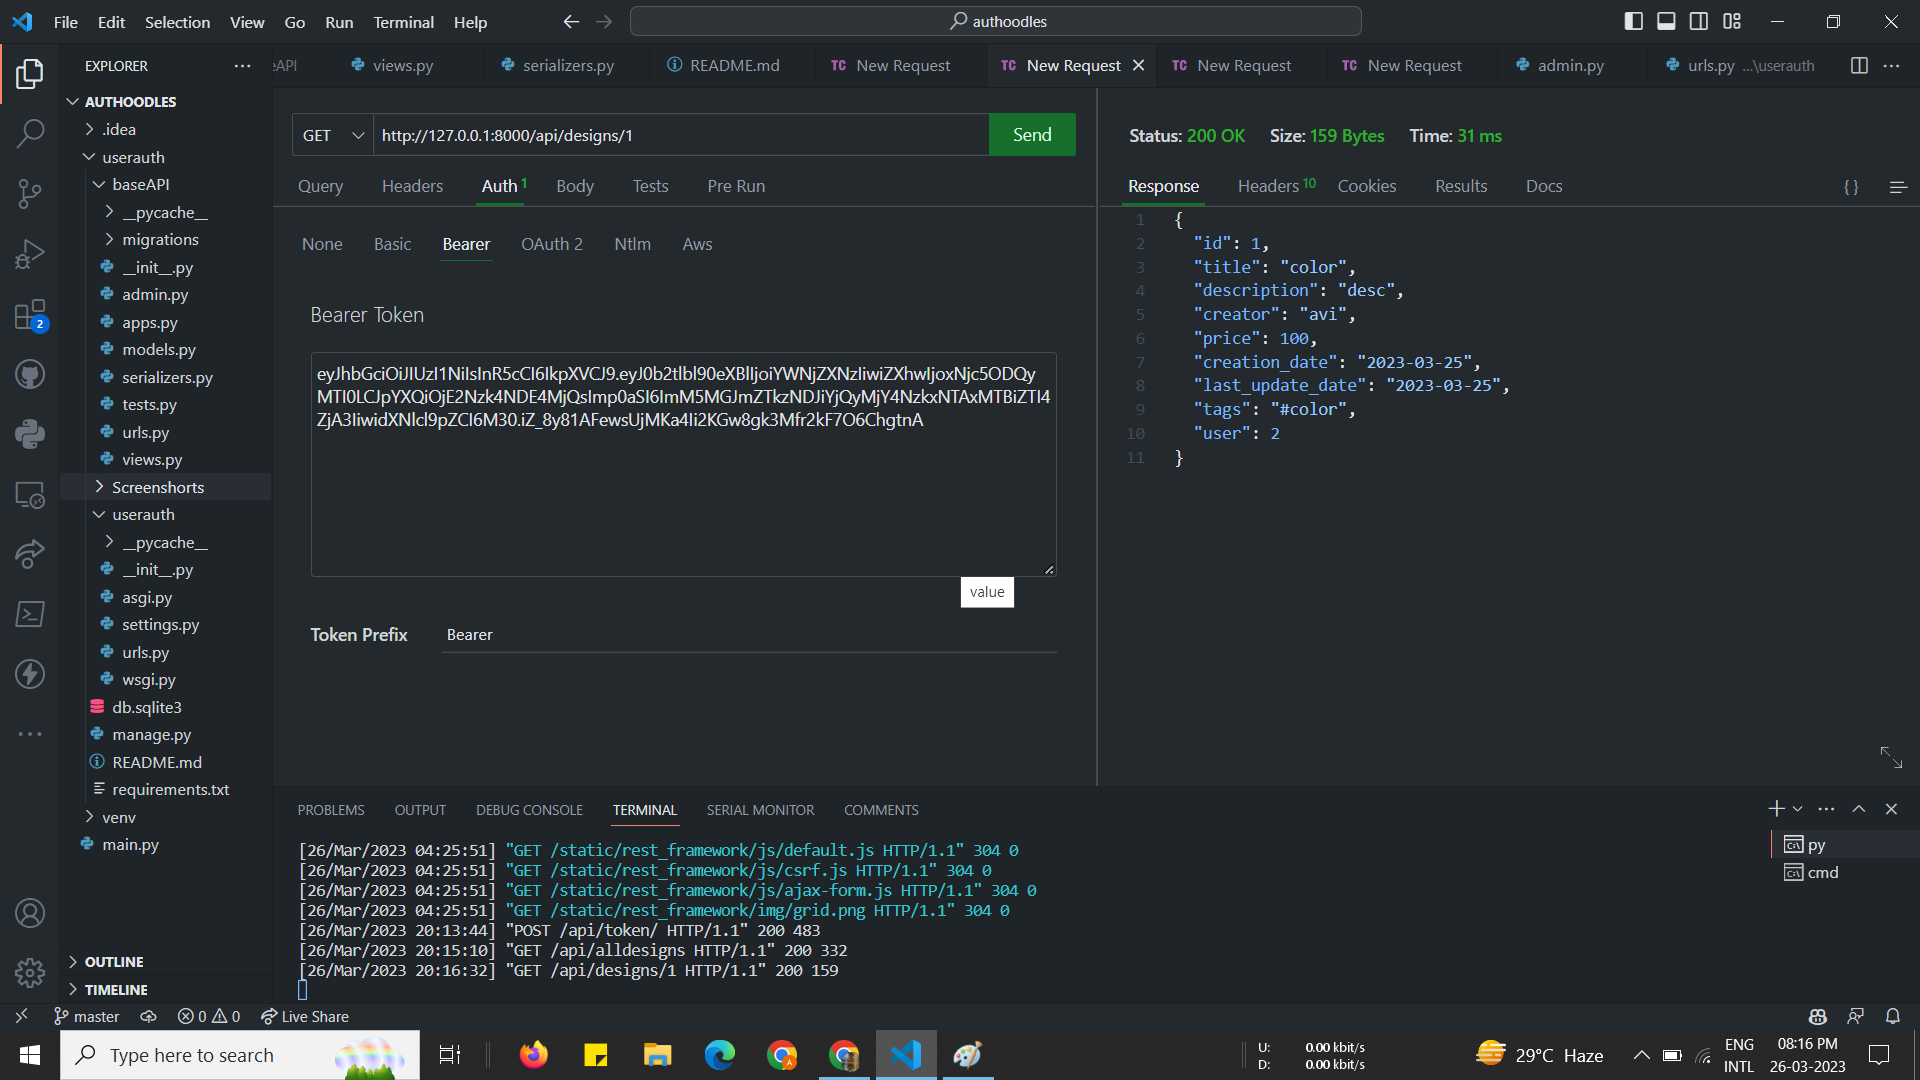 File Edit Selection View Go Run Terminal Help
authoodles
EXPLORER
eAPI
views.py
serializers.py
README.md
TC New Request
TC New Request
TC New Request
TC New Request
admin.py
urls.py ...\userauth
AUTHOODLES
.idea
userauth
baseAPI
__pycache__
migrations
__init__.py
admin.py
apps.py
models.py
serializers.py
tests.py
urls.py
views.py
Screenshorts
userauth
__pycache__
__init__.py
asgi.py
settings.py
urls.py
wsgi.py
db.sqlite3
manage.py
README.md
requirements.txt
venv
main.py
OUTLINE
TIMELINE
2
GET http://127.0.0.1:8000/api/designs/1 Send
Query Headers Auth 1 Body Tests Pre Run
None Basic Bearer OAuth 2 Ntlm Aws
Bearer Token
value
Token Prefix Bearer
Status: 200 OK Size: 159 Bytes Time: 31 ms
Response Headers 10 Cookies Results Docs { }
1 {
2 "id": 1,
3 "title": "color",
4 "description": "desc",
5 "creator": "avi",
6 "price": 100,
7 "creation_date": "2023-03-25",
8 "last_update_date": "2023-03-25",
9 "tags": "#color",
10 "user": 2
11 }
PROBLEMS OUTPUT DEBUG CONSOLE TERMINAL SERIAL MONITOR COMMENTS
[26/Mar/2023 04:25:51] "GET /static/rest_framework/js/default.js HTTP/1.1" 304 0
[26/Mar/2023 04:25:51] "GET /static/rest_framework/js/csrf.js HTTP/1.1" 304 0
[26/Mar/2023 04:25:51] "GET /static/rest_framework/js/ajax-form.js HTTP/1.1" 304 0
[26/Mar/2023 04:25:51] "GET /static/rest_framework/img/grid.png HTTP/1.1" 304 0
[26/Mar/2023 20:13:44] "POST /api/token/ HTTP/1.1" 200 483
[26/Mar/2023 20:15:10] "GET /api/alldesigns HTTP/1.1" 200 332
[26/Mar/2023 20:16:32] "GET /api/designs/1 HTTP/1.1" 200 159
py
cmd
master 0 0 Live Share
Type here to search
U: 0.00 kbit/s
D: 0.00 kbit/s
29°C Haze
ENG
INTL
08:16 PM
26-03-2023